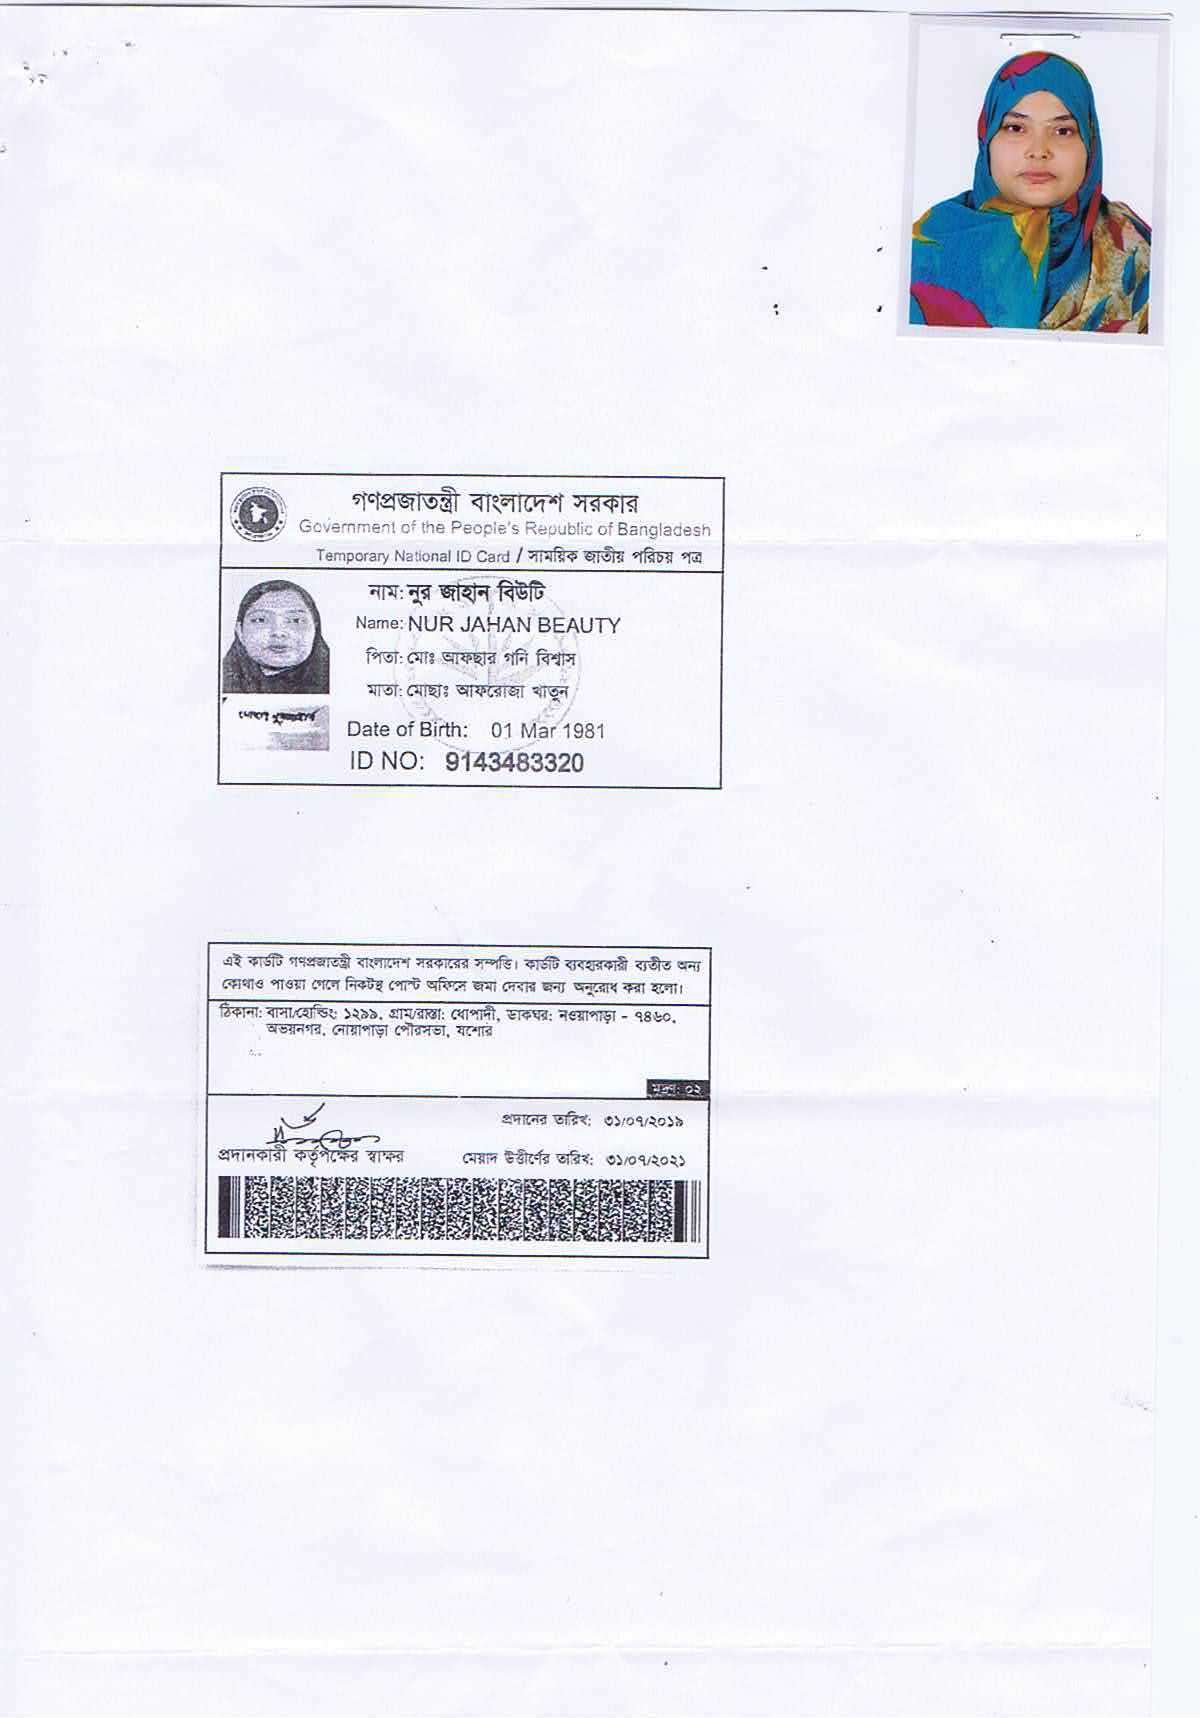 গণপ্রজাতন্ত্রী বাংলাদেশ সরকার
Government of the People's Republic of Bangladesh
Temporary National ID Card / সাময়িক জাতীয় পরিচয় পত্র
নাম: নুর জাহান বিউটি
Name: NUR JAHAN BEAUTY
পিতা: মোঃ আফছার গনি বিশ্বাস
মাতা: মোছাঃ আফরোজা খাতুন
Date of Birth: 01 Mar 1981
ID NO: 9143483320
এই কার্ডটি গণপ্রজাতন্ত্রী বাংলাদেশ সরকারের সম্পত্তি। কার্ডটি ব্যবহারকারী ব্যতীত অন্য
কোথাও পাওয়া গেলে নিকটস্থ পোস্ট অফিসে জমা দেবার জন্য অনুরোধ করা হলো।
ঠিকানা: বাসা/হোল্ডিং: ১২৯৯, গ্রাম/রাস্তা: ধোপাদী, ডাকঘর: নওয়াপাড়া - ৭৪৬০,
অভয়নগর, নোয়াপাড়া পৌরসভা, যশোর
মুদ্রণ: ০২
প্রদানের তারিখ: ৩১/০৭/২০১৯
প্রদানকারী কর্তৃপক্ষের স্বাক্ষর
মেয়াদ উত্তীর্ণের তারিখ: ৩১/০৭/২০২১